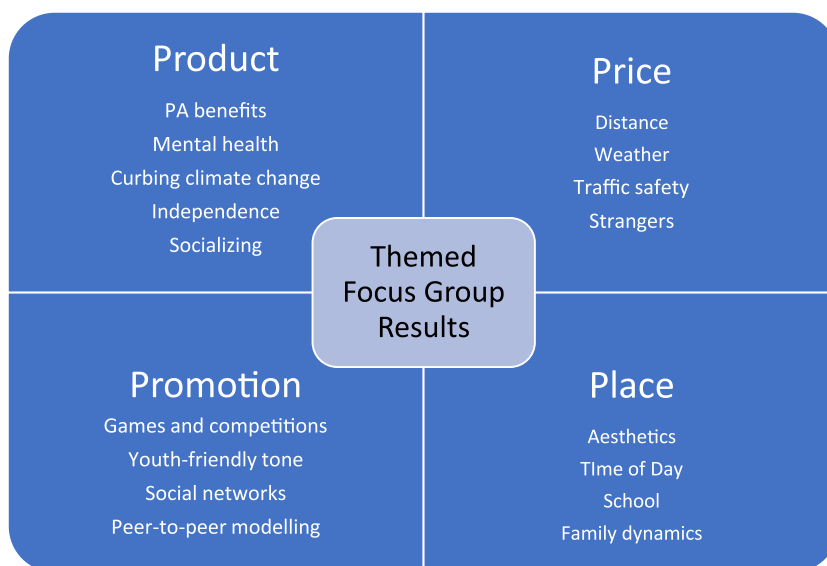 Product
PA benefits
Mental health
Curbing climate change
Independence
Socializing
Price
Distance
Weather
Traffic safety
Strangers
Themed
Focus Group
Results
Promotion
Games and competitions
Youth-friendly tone
Social networks
Peer-to-peer modelling
Place
Aesthetics
TIme of Day
School
Family dynamics